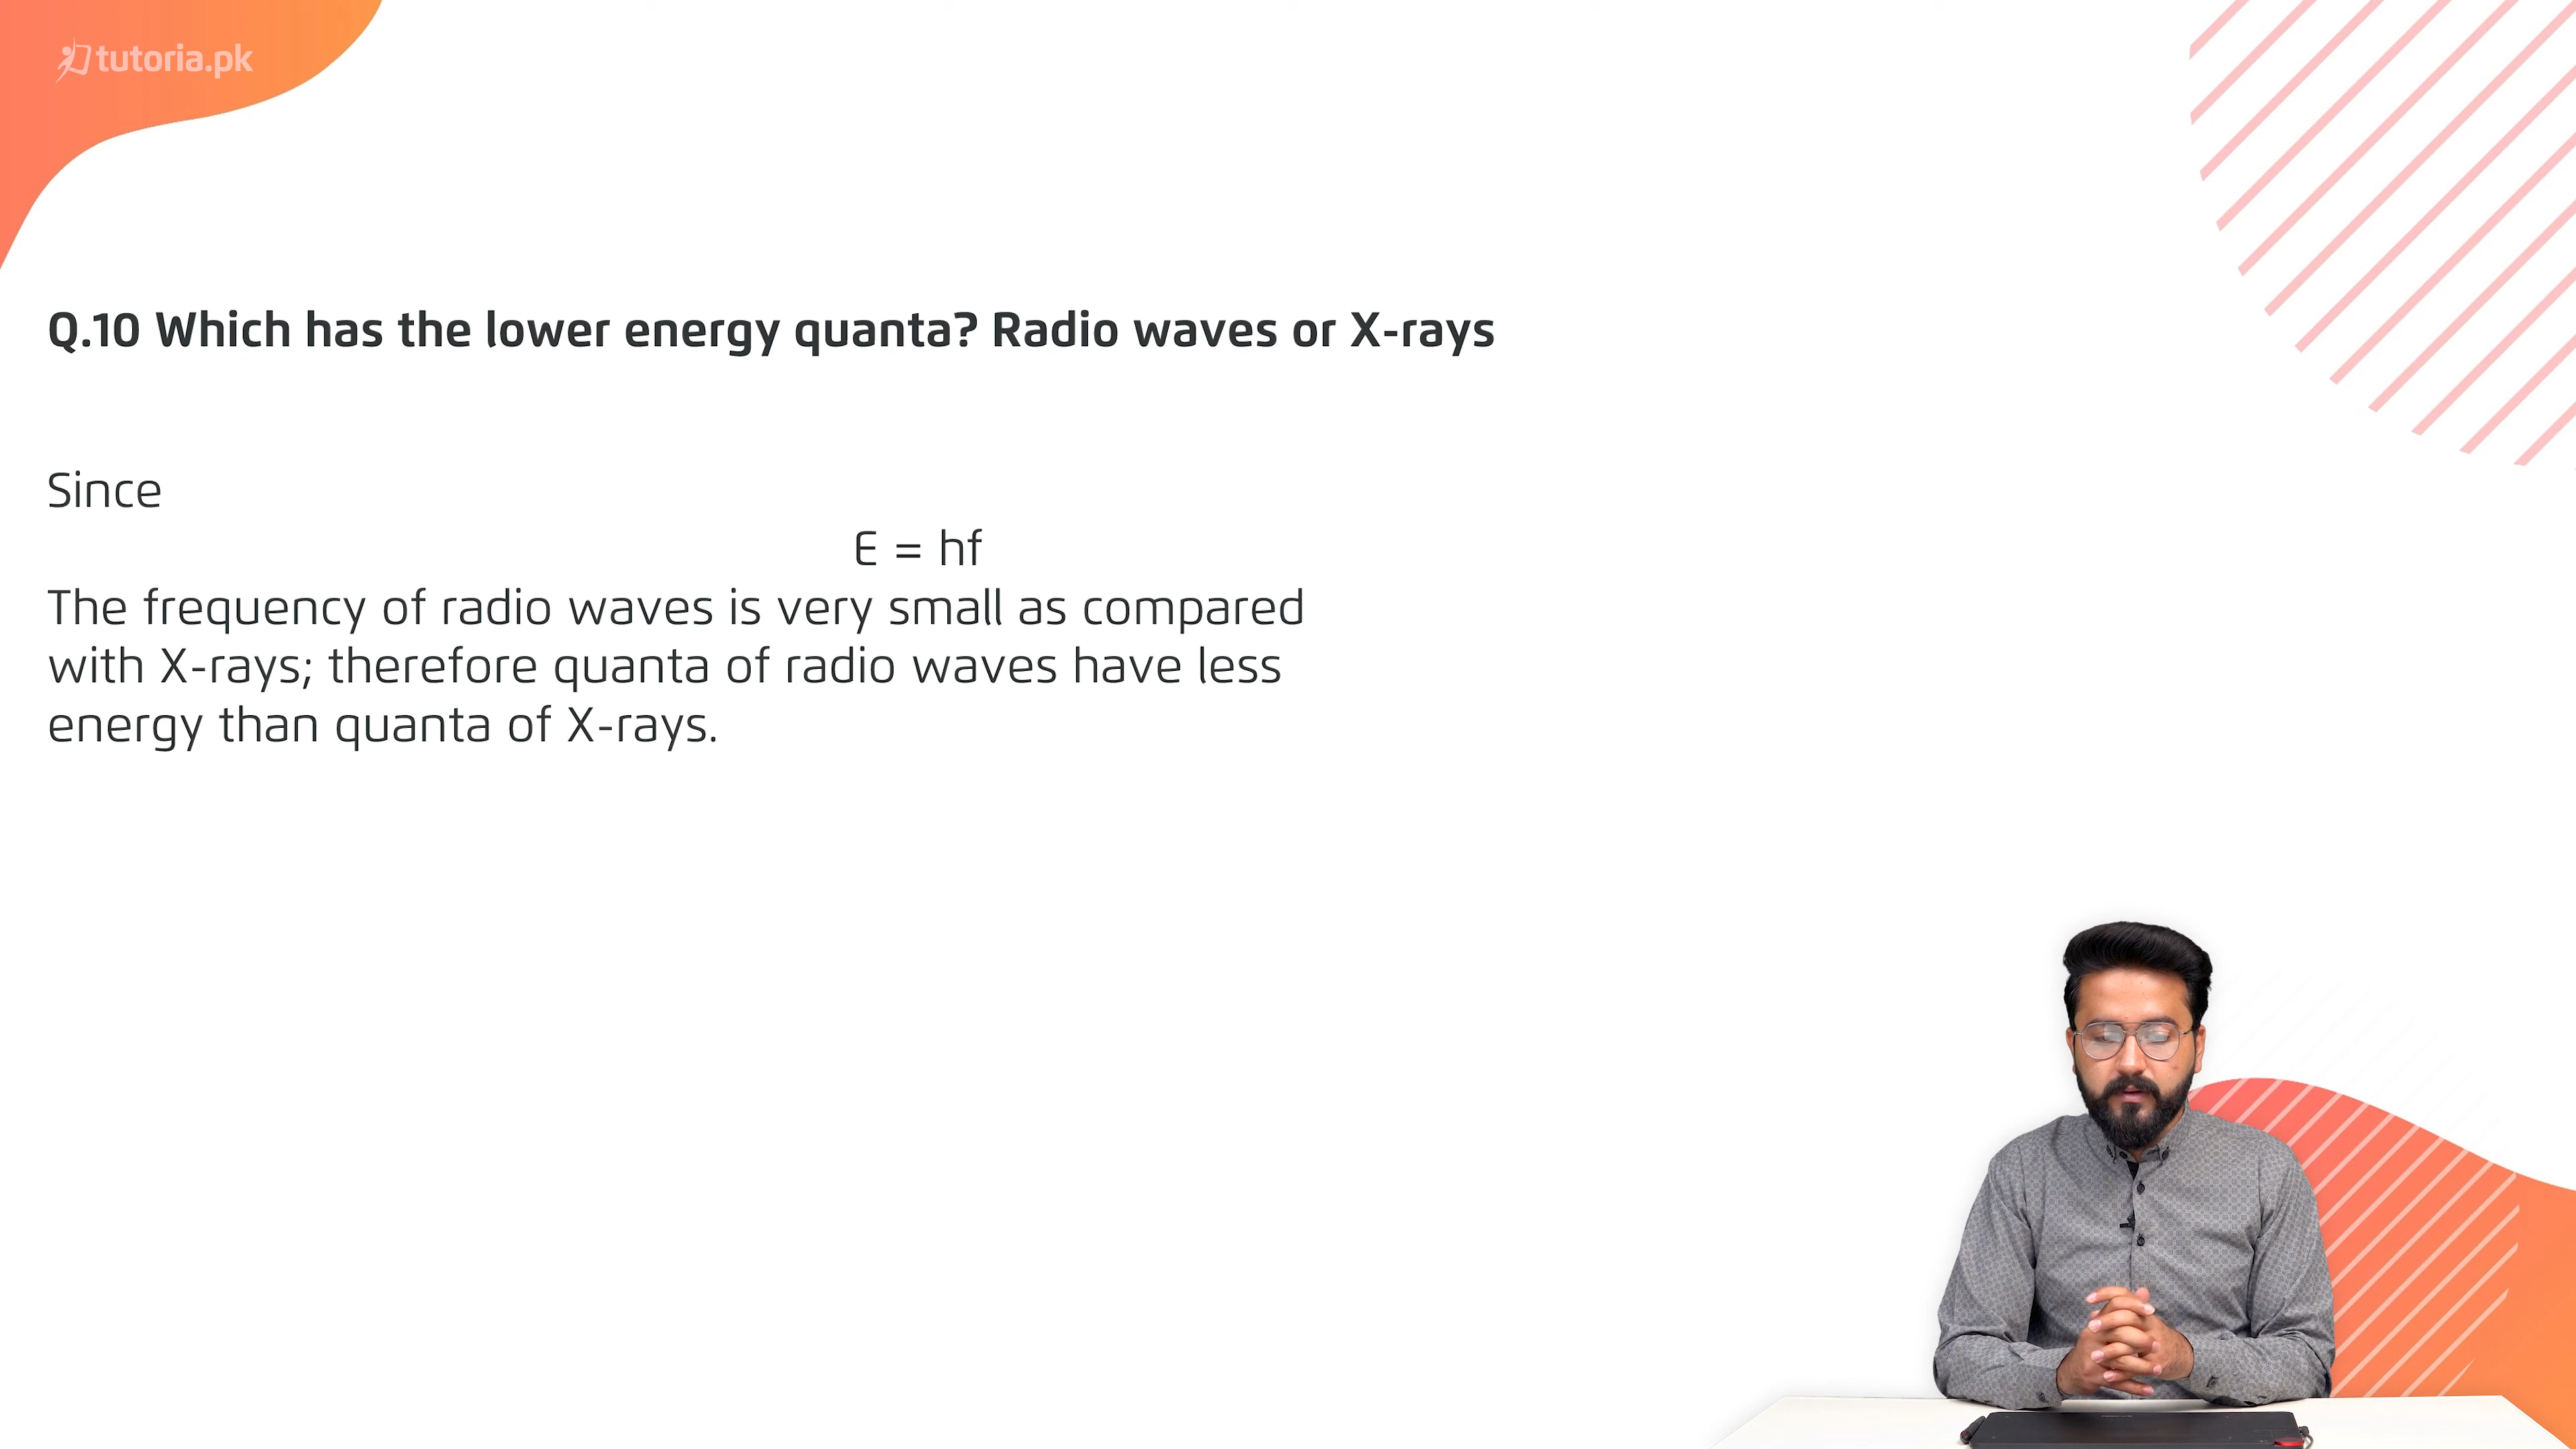 tutoria.pk
Q.10 Which has the lower energy quanta? Radio waves or X-rays
Since
E = hf
The frequency of radio waves is very small as compared
with X-rays; therefore quanta of radio waves have less
energy than quanta of X-rays.